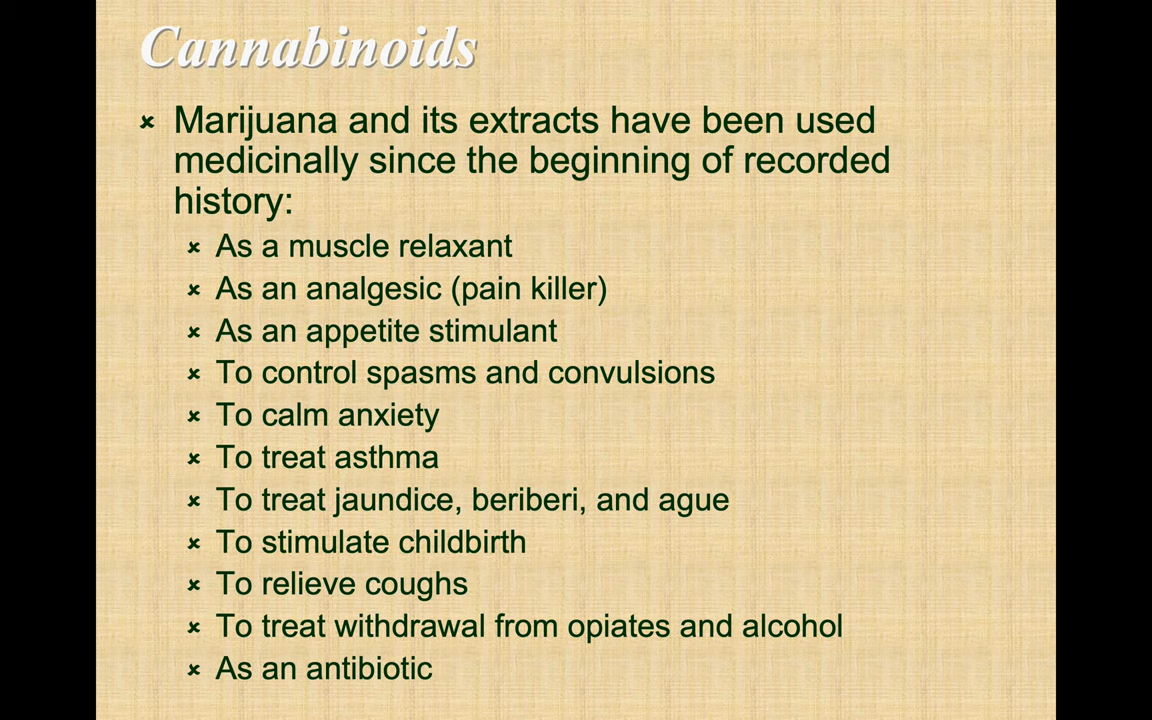 Cannabinoids
Marijuana and its extracts have been used
medicinally since the beginning of recorded
history:
As a muscle relaxant
As an analgesic (pain killer)
As an appetite stimulant
To control spasms and convulsions
To calm anxiety
To treat asthma
To treat jaundice, beriberi, and ague
To stimulate childbirth
To relieve coughs
To treat withdrawal from opiates and alcohol
As an antibiotic